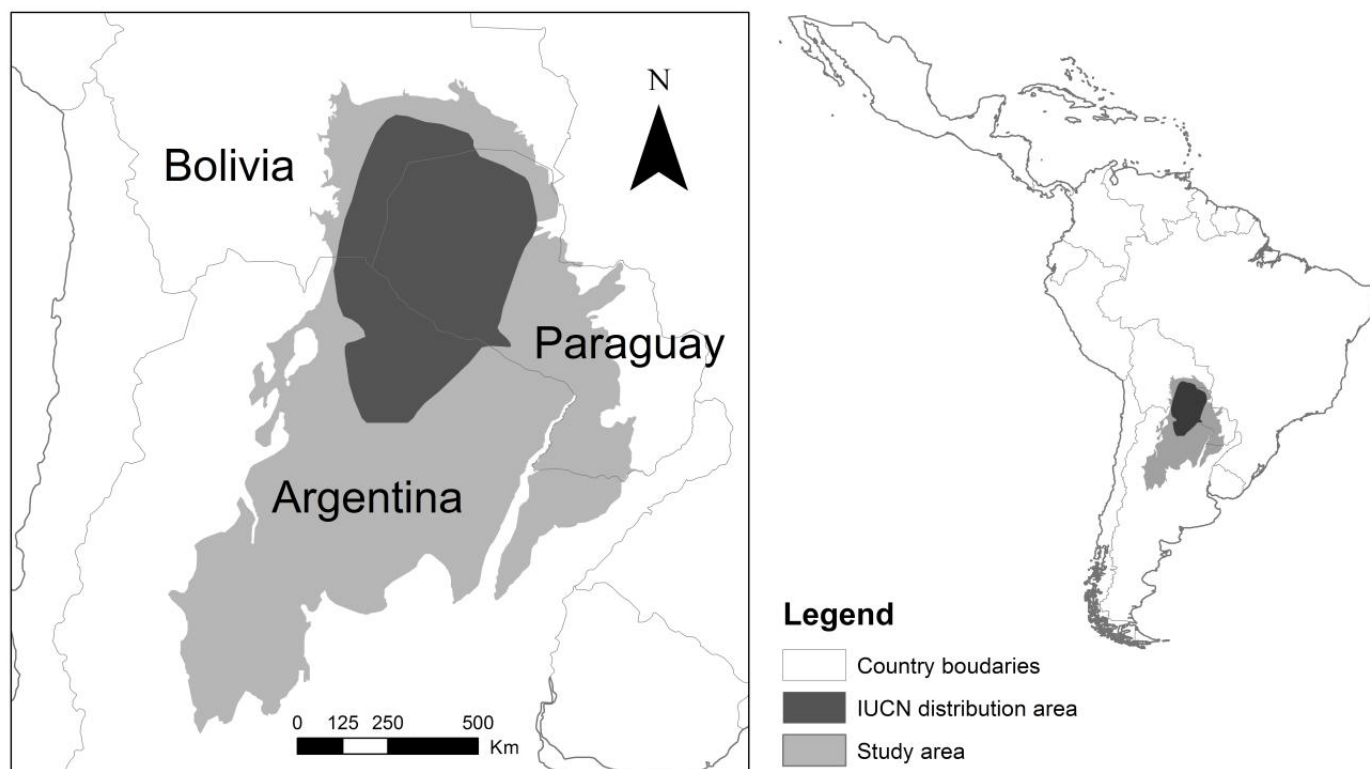 N
Bolivia
Paraguay
Argentina
0 125 250 500
Km
Legend
Country boudaries
IUCN distribution area
Study area